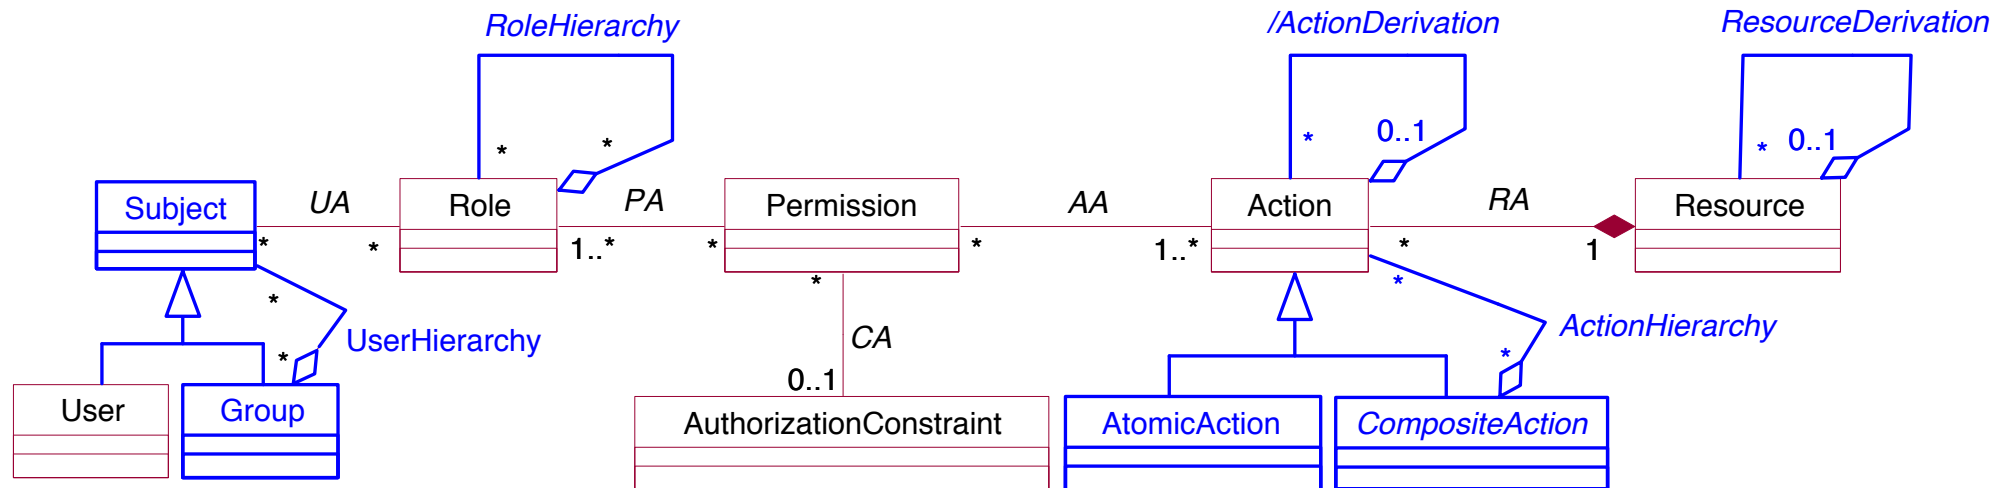 RoleHierarchy
/ActionDerivation
ResourceDerivation
* *
* 0..1
* 0..1
Subject
UA
Role
PA
Permission
AA
Action
RA
Resource
* *
1..* *
* 1..*
* 1
*
*
*
UserHierarchy
*
CA
0..1
*
ActionHierarchy
*
User
Group
AuthorizationConstraint
AtomicAction
CompositeAction